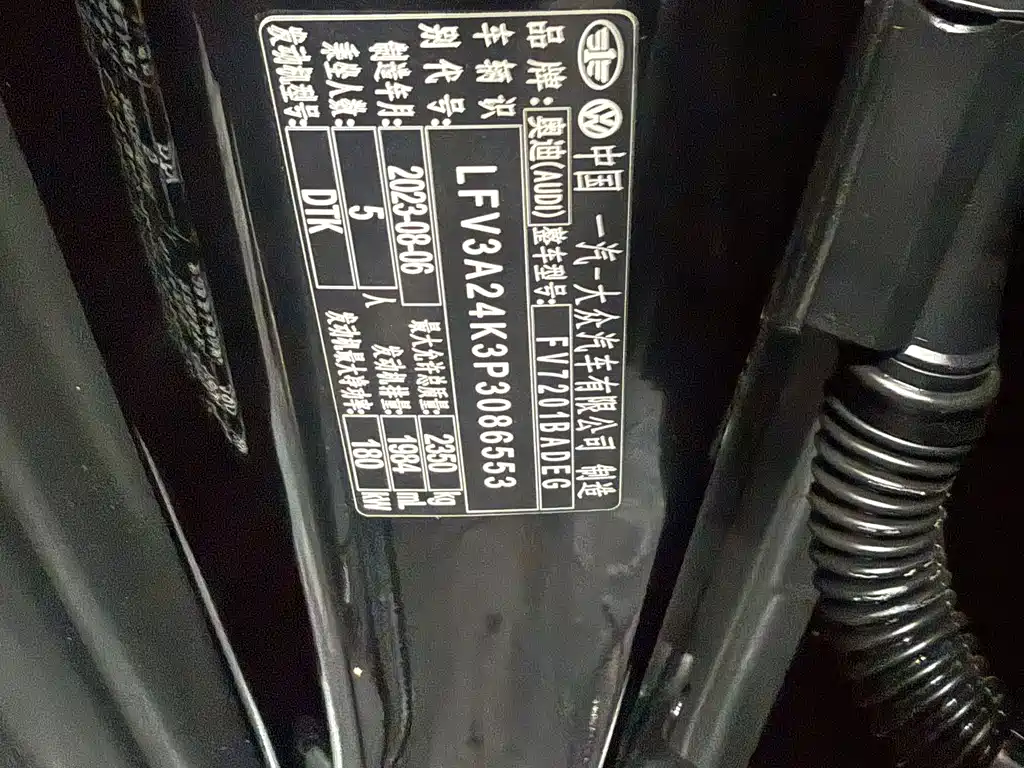 中国 一汽-大众汽车有限公司 制造
品牌: 奥迪(AUDI) 整车型号: FV7201BADEG
车辆识别代号: LFV3A24K3P3086553
制造年月: 2023-08-06 最大允许总质量: 2350 kg
乘坐人数: 5 人 发动机排量: 1984 mL
发动机型号: DTK 发动机最大净功率: 180 kW